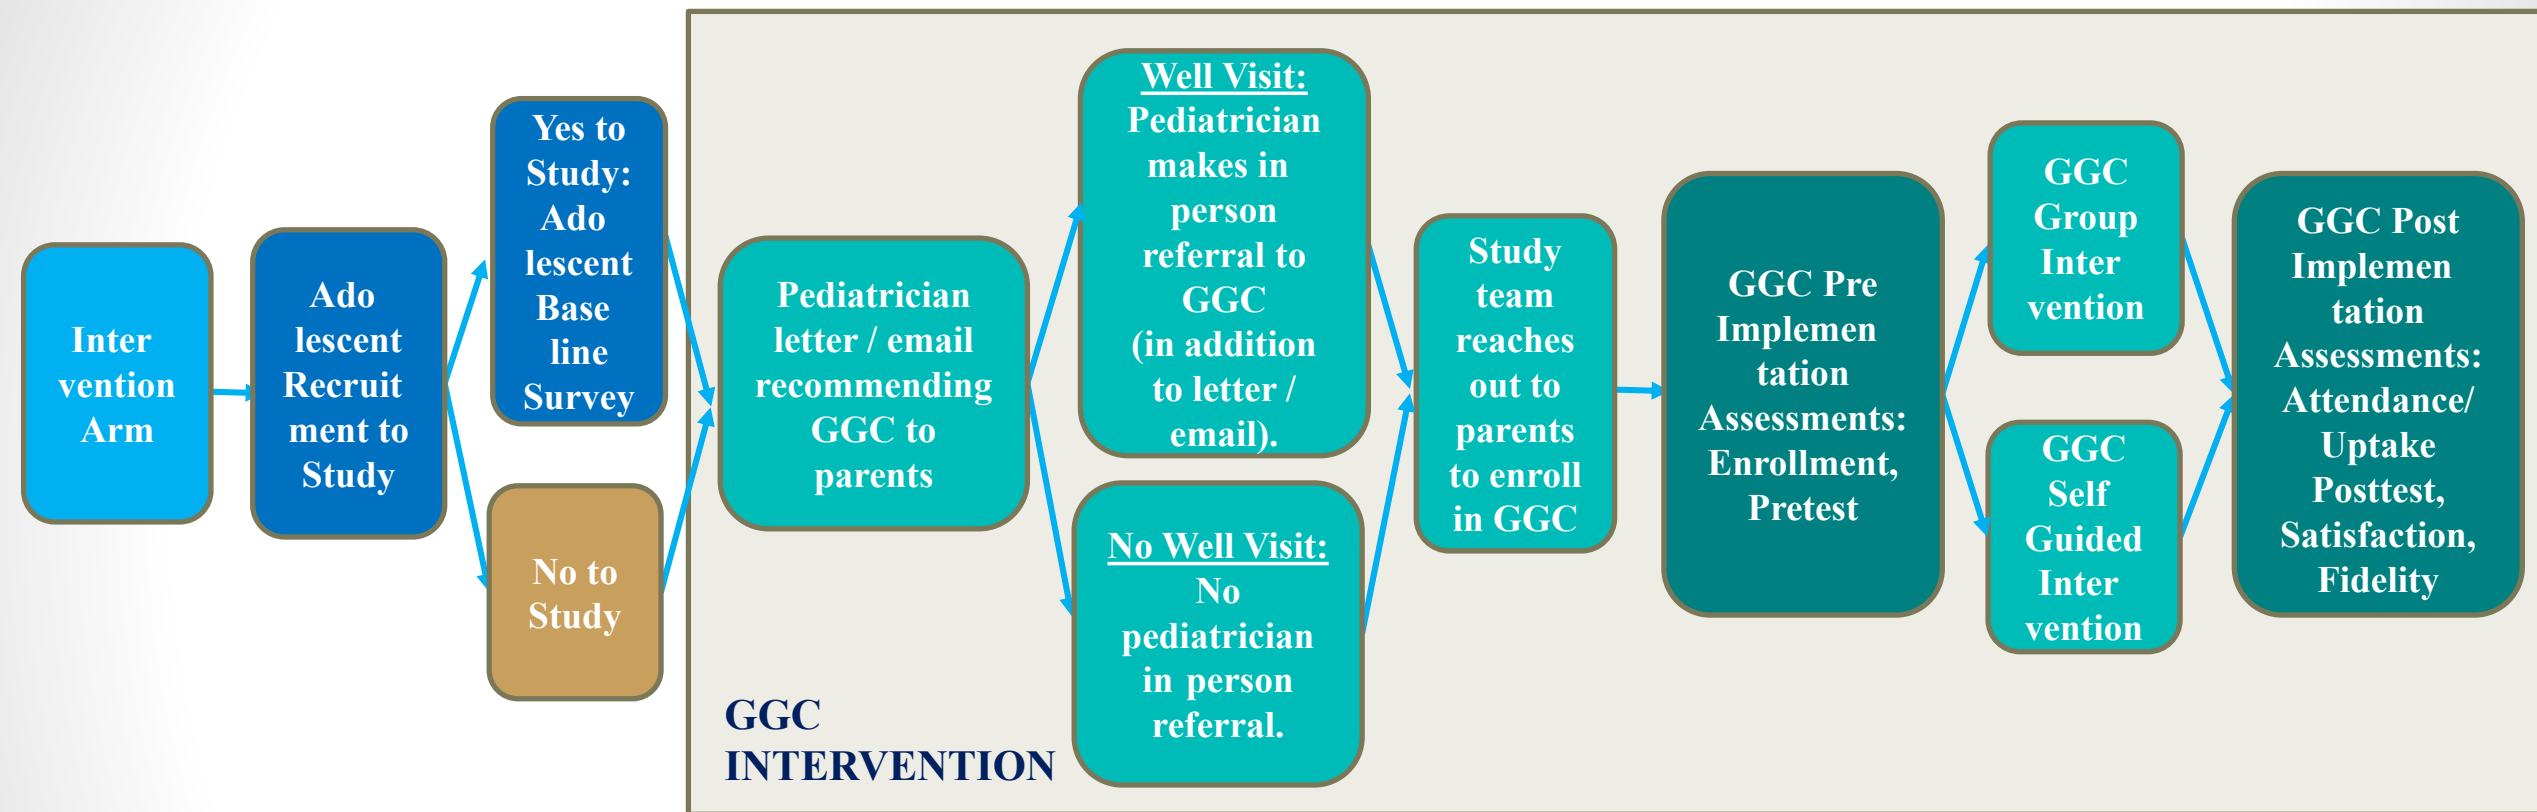 Inter
vention
Arm
Ado
lescent
Recruit
ment to
Study
Yes to
Study:
Ado
lescent
Base
line
Survey
No to
Study
Pediatrician
letter / email
recommending
GGC to
parents
Well Visit:
Pediatrician
makes in
person
referral to
GGC
(in addition
to letter /
email).
No Well Visit:
No
pediatrician
in person
referral.
Study
team
reaches
out to
parents
to enroll
in GGC
GGC Pre
Implemen
tation
Assessments:
Enrollment,
Pretest
GGC
Group
Inter
vention
GGC
Self
Guided
Inter
vention
GGC Post
Implemen
tation
Assessments:
Attendance/
Uptake
Posttest,
Satisfaction,
Fidelity
GGC
INTERVENTION